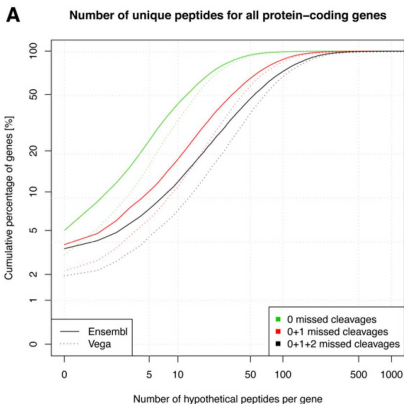 A
Number of unique peptides for all protein−coding genes
Cumulative percentage of genes [%]
100
50
20
10
5
2
1
0
Ensembl
Vega
0 missed cleavages
0+1 missed cleavages
0+1+2 missed cleavages
0 5 10 50 100 500 1000
Number of hypothetical peptides per gene